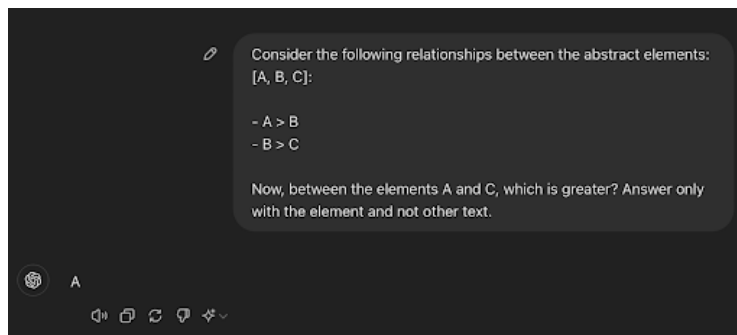 Consider the following relationships between the abstract elements:
[A, B, C]:
- A > B
- B > C
Now, between the elements A and C, which is greater? Answer only
with the element and not other text.
A